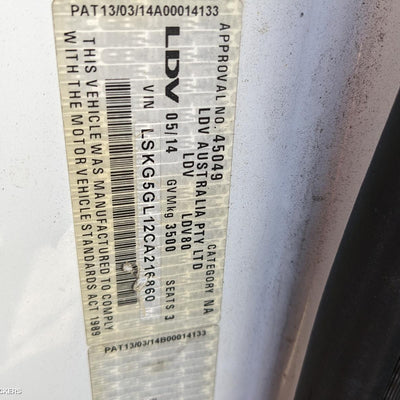 PAT13/03/14A00014133
APPROVAL 45049 CATEGORY NA
LDV AUSTRALIA PTY LTD
LDV LDV80
LDV 05/14 GVM kg 3500 SEATS 3
VIN LSKG5GL12CA216860
THIS VEHICLE WAS MANUFACTURED TO COMPLY
WITH THE MOTOR VEHICLE STANDARDS ACT 1989
PAT13/03/14B00014133